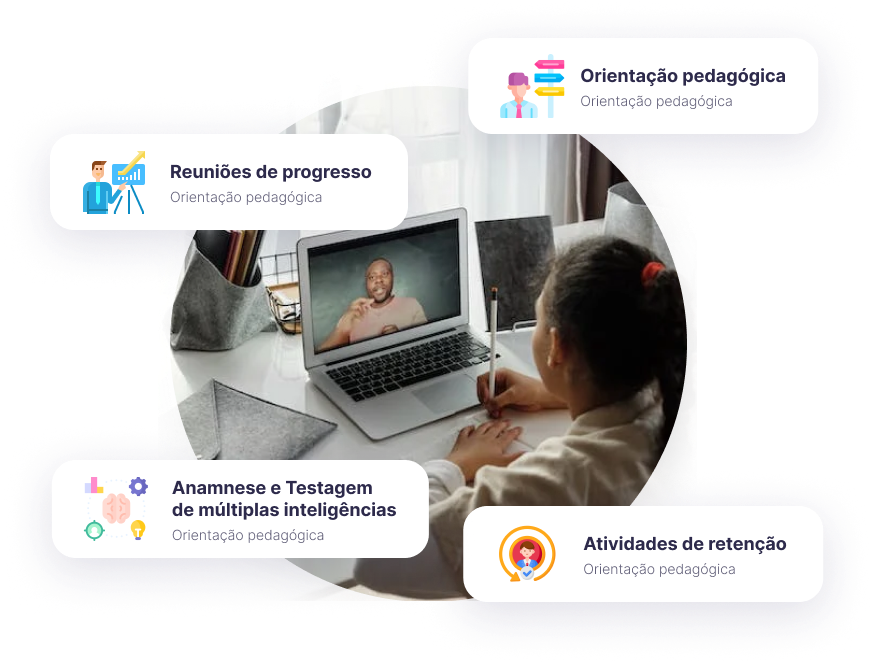 Orientação pedagógica
Orientação pedagógica
Reuniões de progresso
Orientação pedagógica
Anamnese e Testagem
de múltiplas inteligências
Orientação pedagógica
Atividades de retenção
Orientação pedagógica